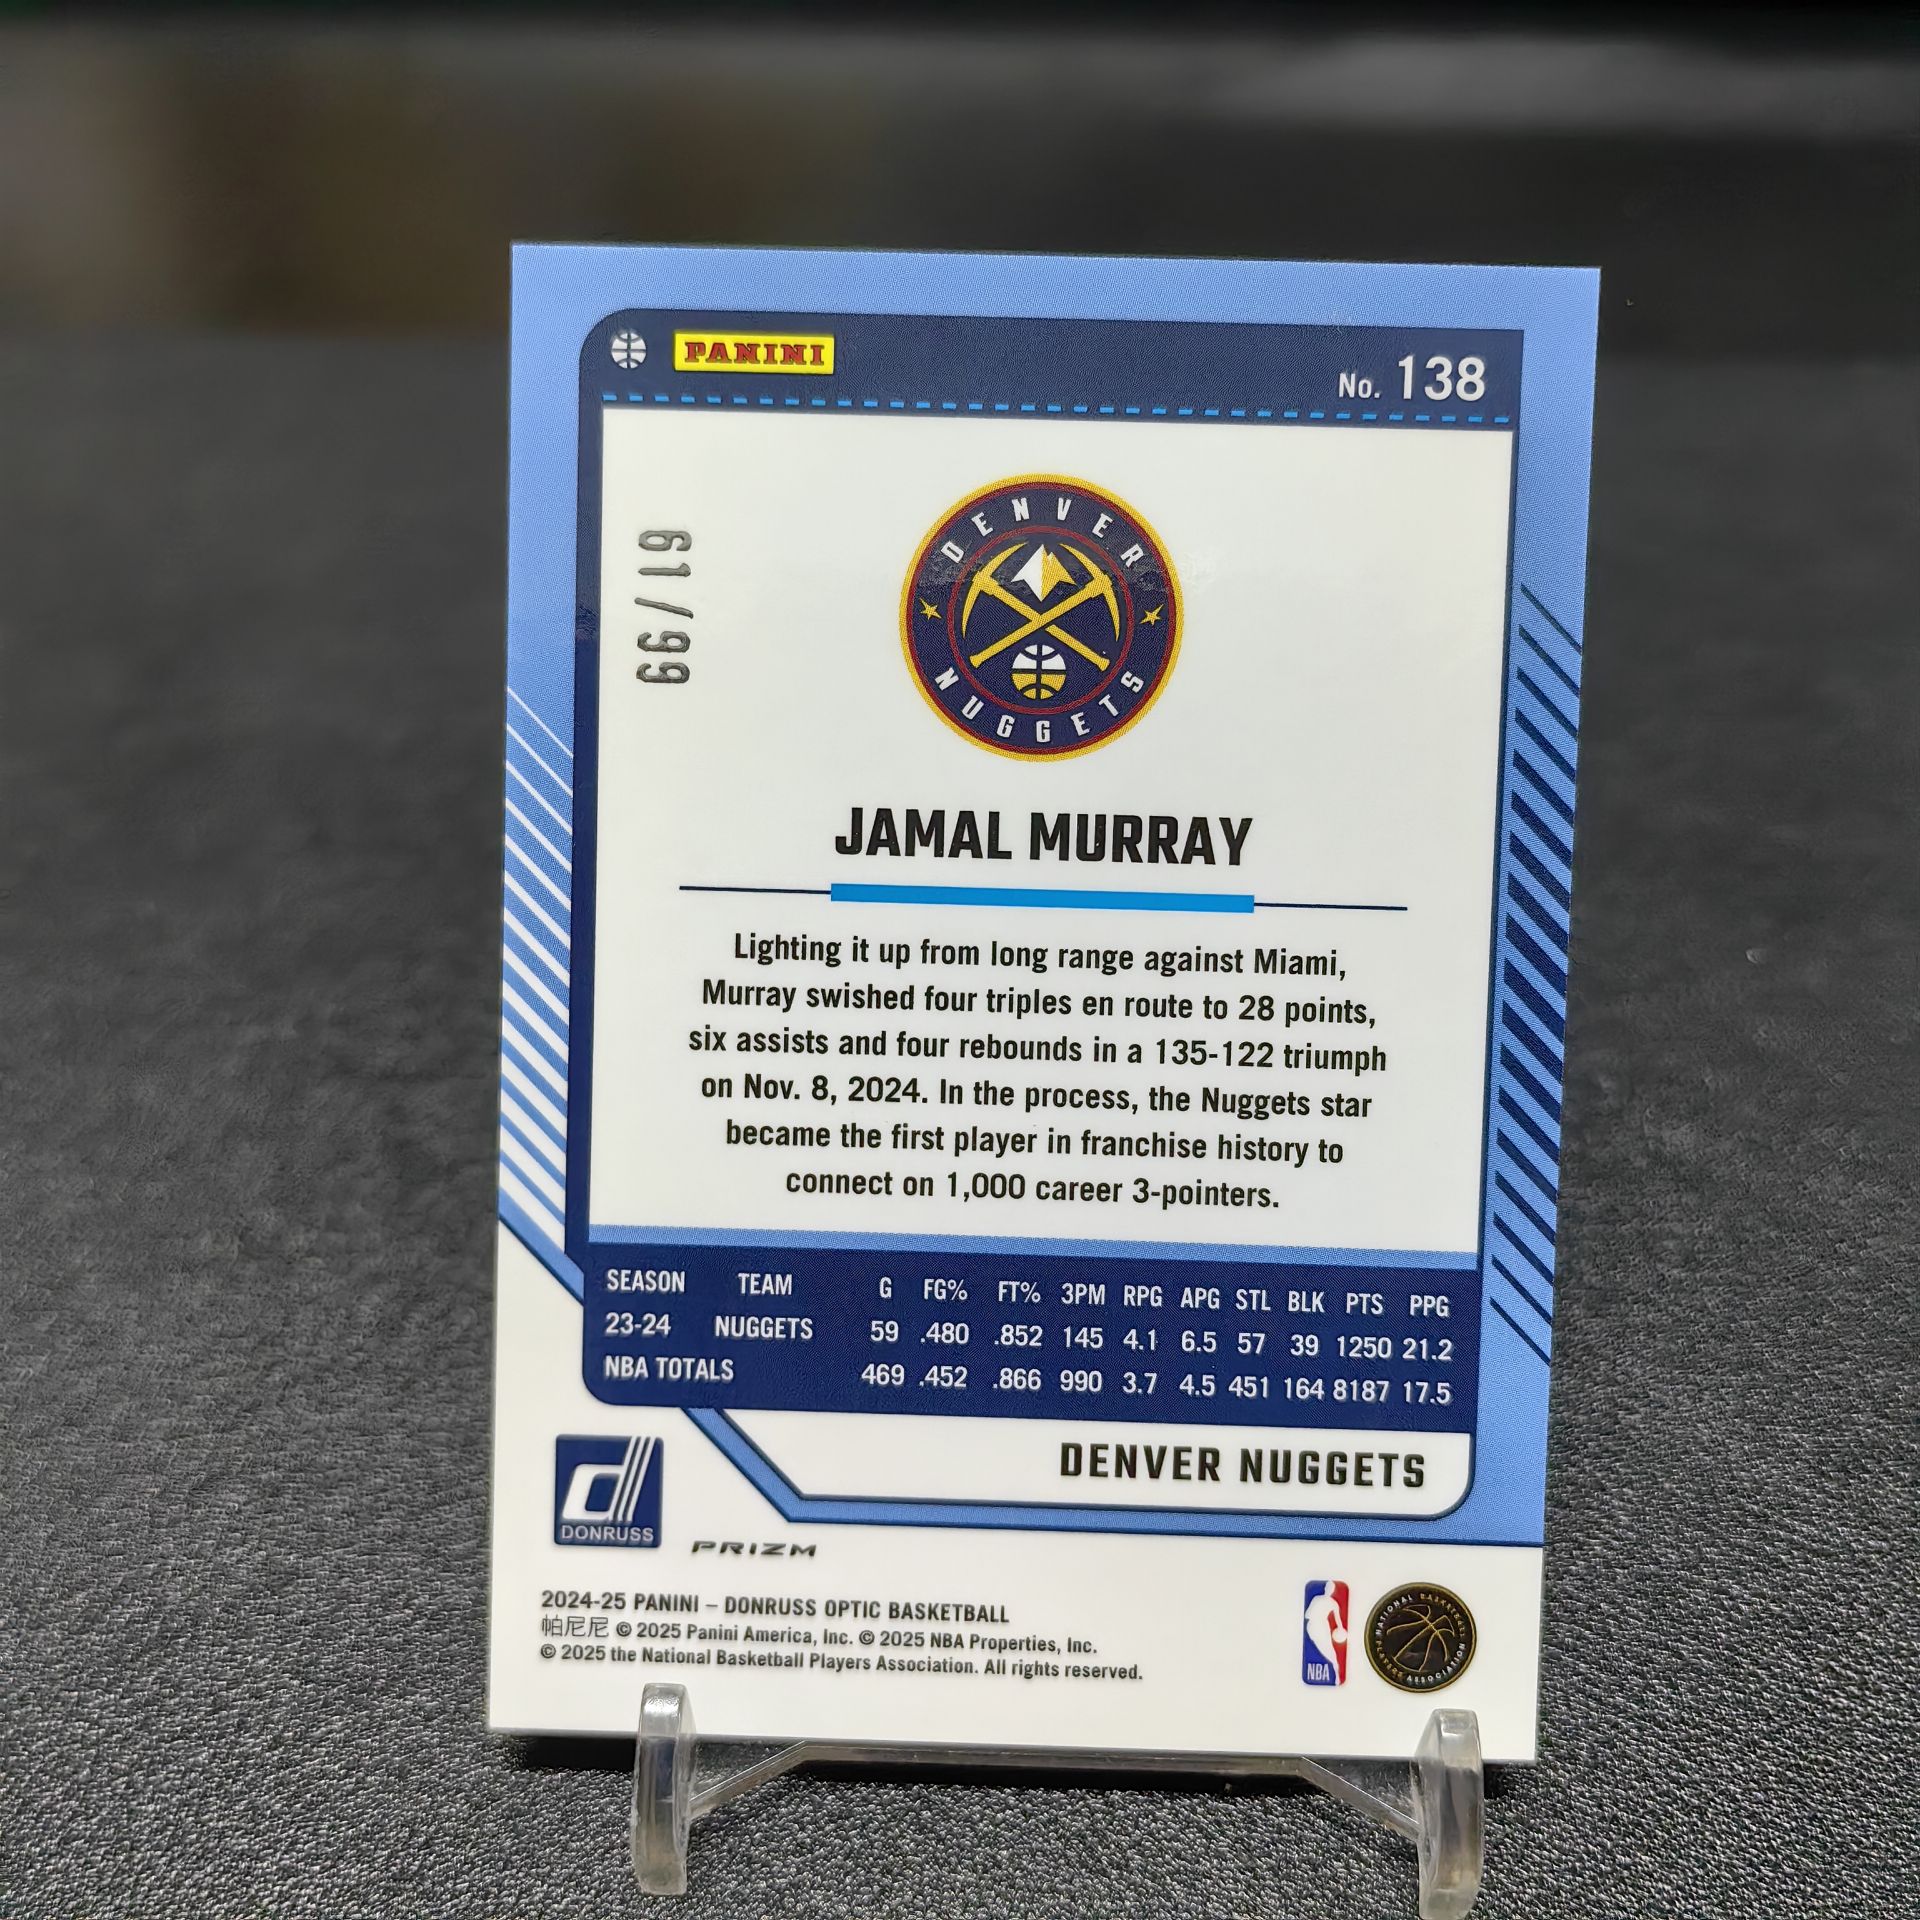 PANINI
No. 138
61/99
DENVER
NUGGETS
JAMAL MURRAY
Lighting it up from long range against Miami,
Murray swished four triples en route to 28 points,
six assists and four rebounds in a 135-122 triumph
on Nov. 8, 2024. In the process, the Nuggets star
became the first player in franchise history to
connect on 1,000 career 3-pointers.
SEASON TEAM G FG% FT% 3PM RPG APG STL BLK PTS PPG
23-24 NUGGETS 59 .480 .852 145 4.1 6.5 57 39 1250 21.2
NBA TOTALS 469 .452 .866 990 3.7 4.5 451 164 8187 17.5
DENVER NUGGETS
DONRUSS
PRIZM
2024-25 PANINI – DONRUSS OPTIC BASKETBALL
帕尼尼 © 2025 Panini America, Inc. © 2025 NBA Properties, Inc.
© 2025 the National Basketball Players Association. All rights reserved.
NBA
NATIONAL BASKETBALL
PLAYERS ASSOCIATION